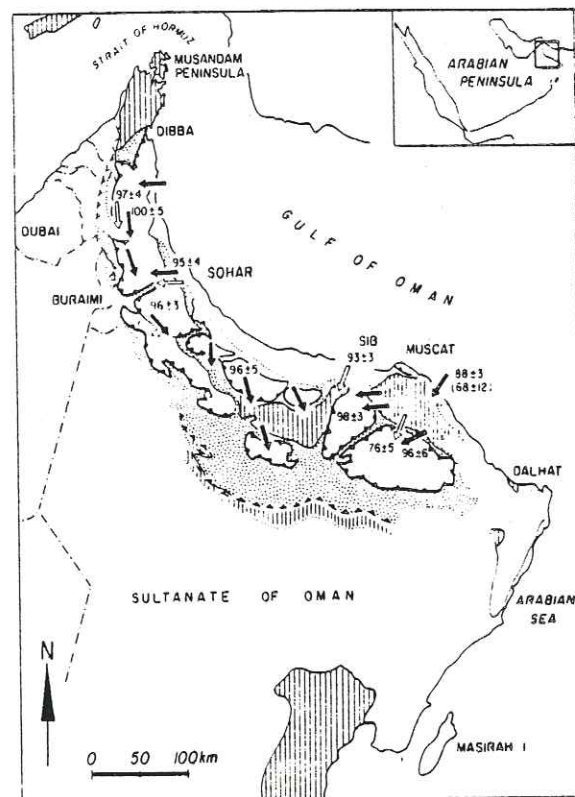 STRAIT OF HORMUZ
MUSANDAM
PENINSULA
ARABIAN
PENINSULA
DIBBA
97±4
100±5
DUBAI
GULF OF OMAN
95±4
SOHAR
BURAIMI
96±3
SIB
93±3
MUSCAT
88±3
(68±12)
96±5
98±3
76±5
96±6
DALHAT
SULTANATE OF OMAN
ARABIAN
SEA
N
0 50 100km
MASIRAH I